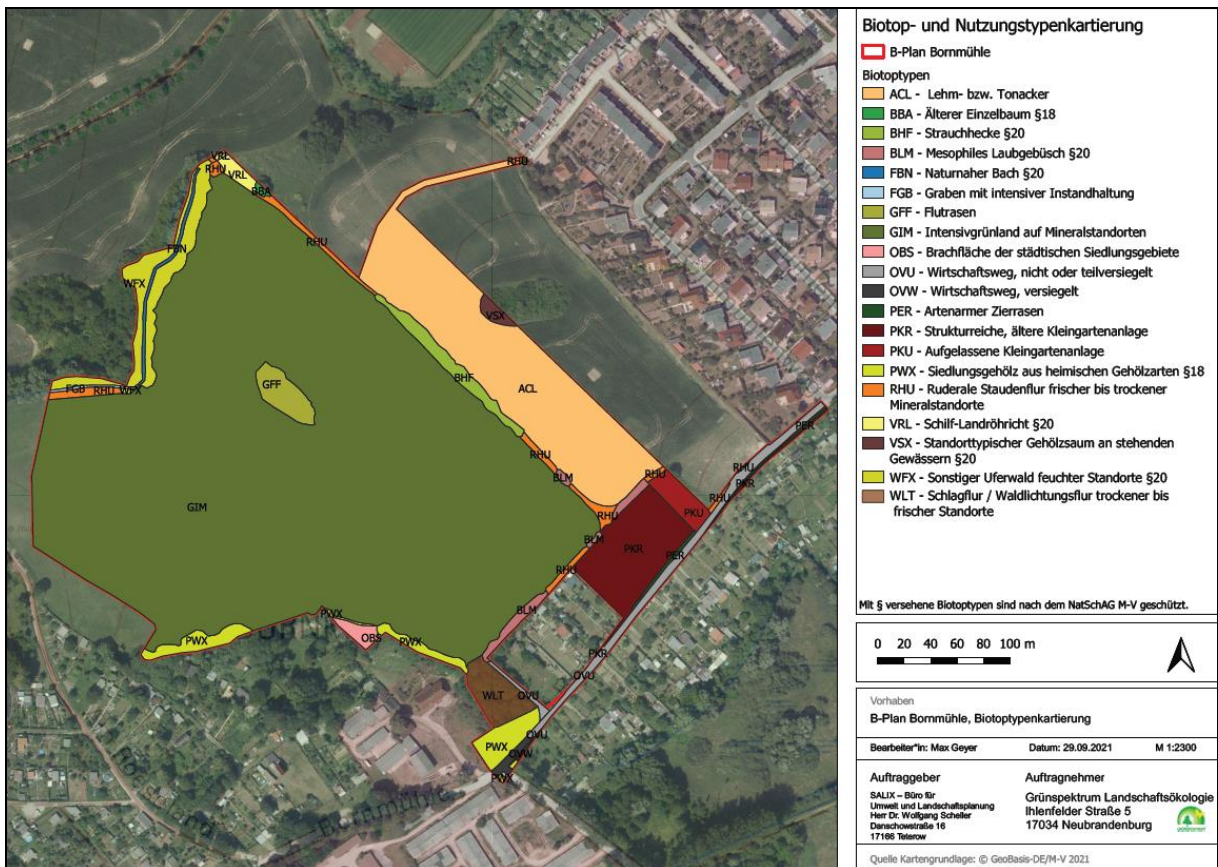 VRL
RHU
VRL
BBA
RHU
RHU
FBN
WFX
VSX
FGB
RHU
WFX
GFF
BHF
ACL
PER
RHU
BLM
RHU
RHU
PKR
RHU
GIM
RHU
PKU
BLM
PKR
PER
RHU
BLM
PWX
PWX
OBS
PWX
PKR
OVU
WLT
OVU
OVU
PWX
OVW
PWX
Biotop- und Nutzungstypenkartierung
B-Plan Bornmühle
Biotoptypen
ACL - Lehm- bzw. Tonacker
BBA - Älterer Einzelbaum §18
BHF - Strauchhecke §20
BLM - Mesophiles Laubgebüsch §20
FBN - Naturnaher Bach §20
FGB - Graben mit intensiver Instandhaltung
GFF - Flutrasen
GIM - Intensivgrünland auf Mineralstandorten
OBS - Brachfläche der städtischen Siedlungsgebiete
OVU - Wirtschaftsweg, nicht oder teilversiegelt
OVW - Wirtschaftsweg, versiegelt
PER - Artenarmer Zierrasen
PKR - Strukturreiche, ältere Kleingartenanlage
PKU - Aufgelassene Kleingartenanlage
PWX - Siedlungsgehölz aus heimischen Gehölzarten §18
RHU - Ruderale Staudenflur frischer bis trockener
Mineralstandorte
VRL - Schilf-Landröhricht §20
VSX - Standorttypischer Gehölzsaum an stehenden
Gewässern §20
WFX - Sonstiger Uferwald feuchter Standorte §20
WLT - Schlagflur / Waldlichtungsflur trockener bis
frischer Standorte
Mit § versehene Biotoptypen sind nach dem NatSchAG M-V geschützt.
0 20 40 60 80 100 m
Vorhaben
B-Plan Bornmühle, Biotoptypenkartierung
Bearbeiter*in: Max Geyer Datum: 29.09.2021 M 1:2300
Auftraggeber
SALIX – Büro für
Umwelt und Landschaftsplanung
Herr Dr. Wolfgang Scheller
Danschowstraße 16
17166 Teterow
Auftragnehmer
Grünspektrum Landschaftsökologie
Ihlenfelder Straße 5
17034 Neubrandenburg
Quelle Kartengrundlage: © GeoBasis-DE/M-V 2021